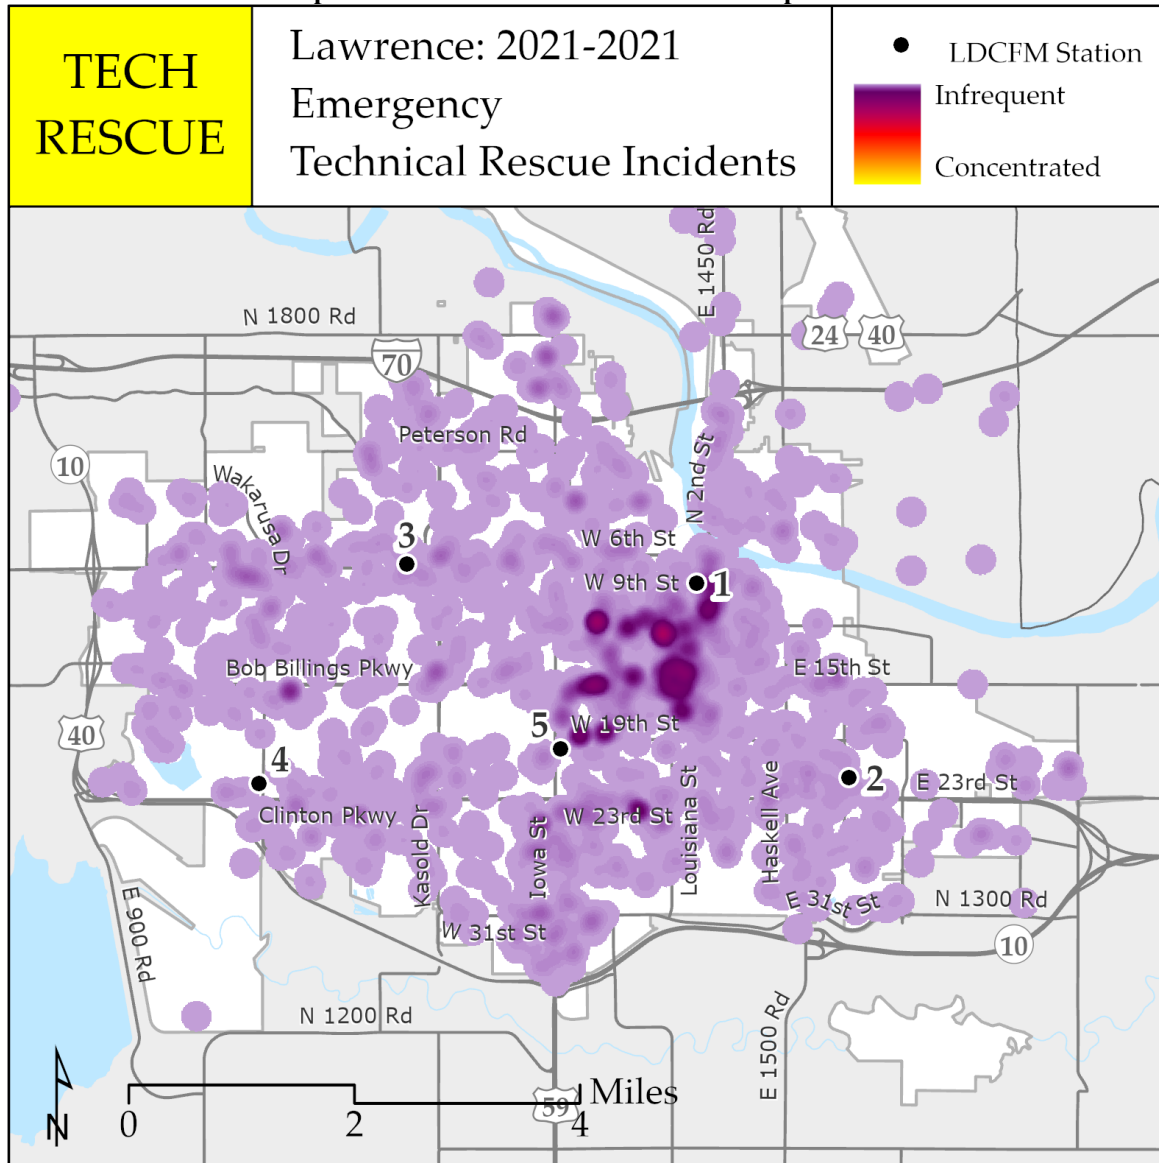 TECH
RESCUE
Lawrence: 2021-2021
Emergency
Technical Rescue Incidents
LDCFM Station
Infrequent
Concentrated
E 1450 Rd
N 1800 Rd
24
40
70
Peterson Rd
10
Wakarusa Dr
N 2nd St
3
W 6th St
W 9th St
1
Bob Billings Pkwy
E 15th St
40
5
W 19th St
4
2
E 23rd St
Clinton Pkwy
W 23rd St
Kasold Dr
Iowa St
Louisiana St
Haskell Ave
E 900 Rd
W 31st St
E 31st St
N 1300 Rd
10
N 1200 Rd
E 1500 Rd
59
Miles
N
0
2
4